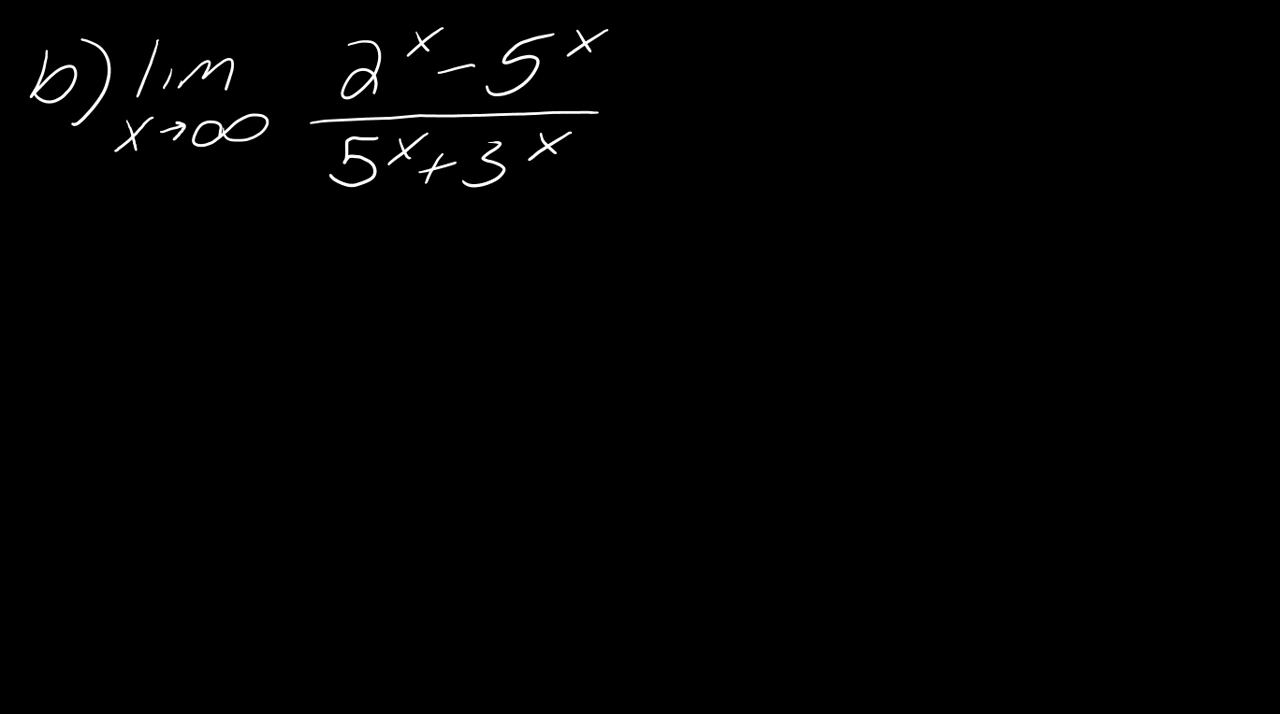 b) lim 2^x - 5^x
x→∞ 5^x + 3^x